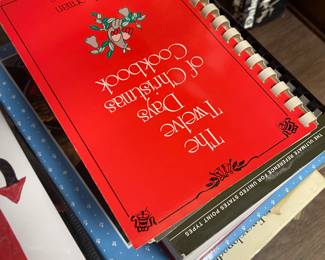 The
Twelve
Days
of Christmas
Cookbook
THE ULTIMATE REFERENCE FOR UNITED STATES POINT TYPES